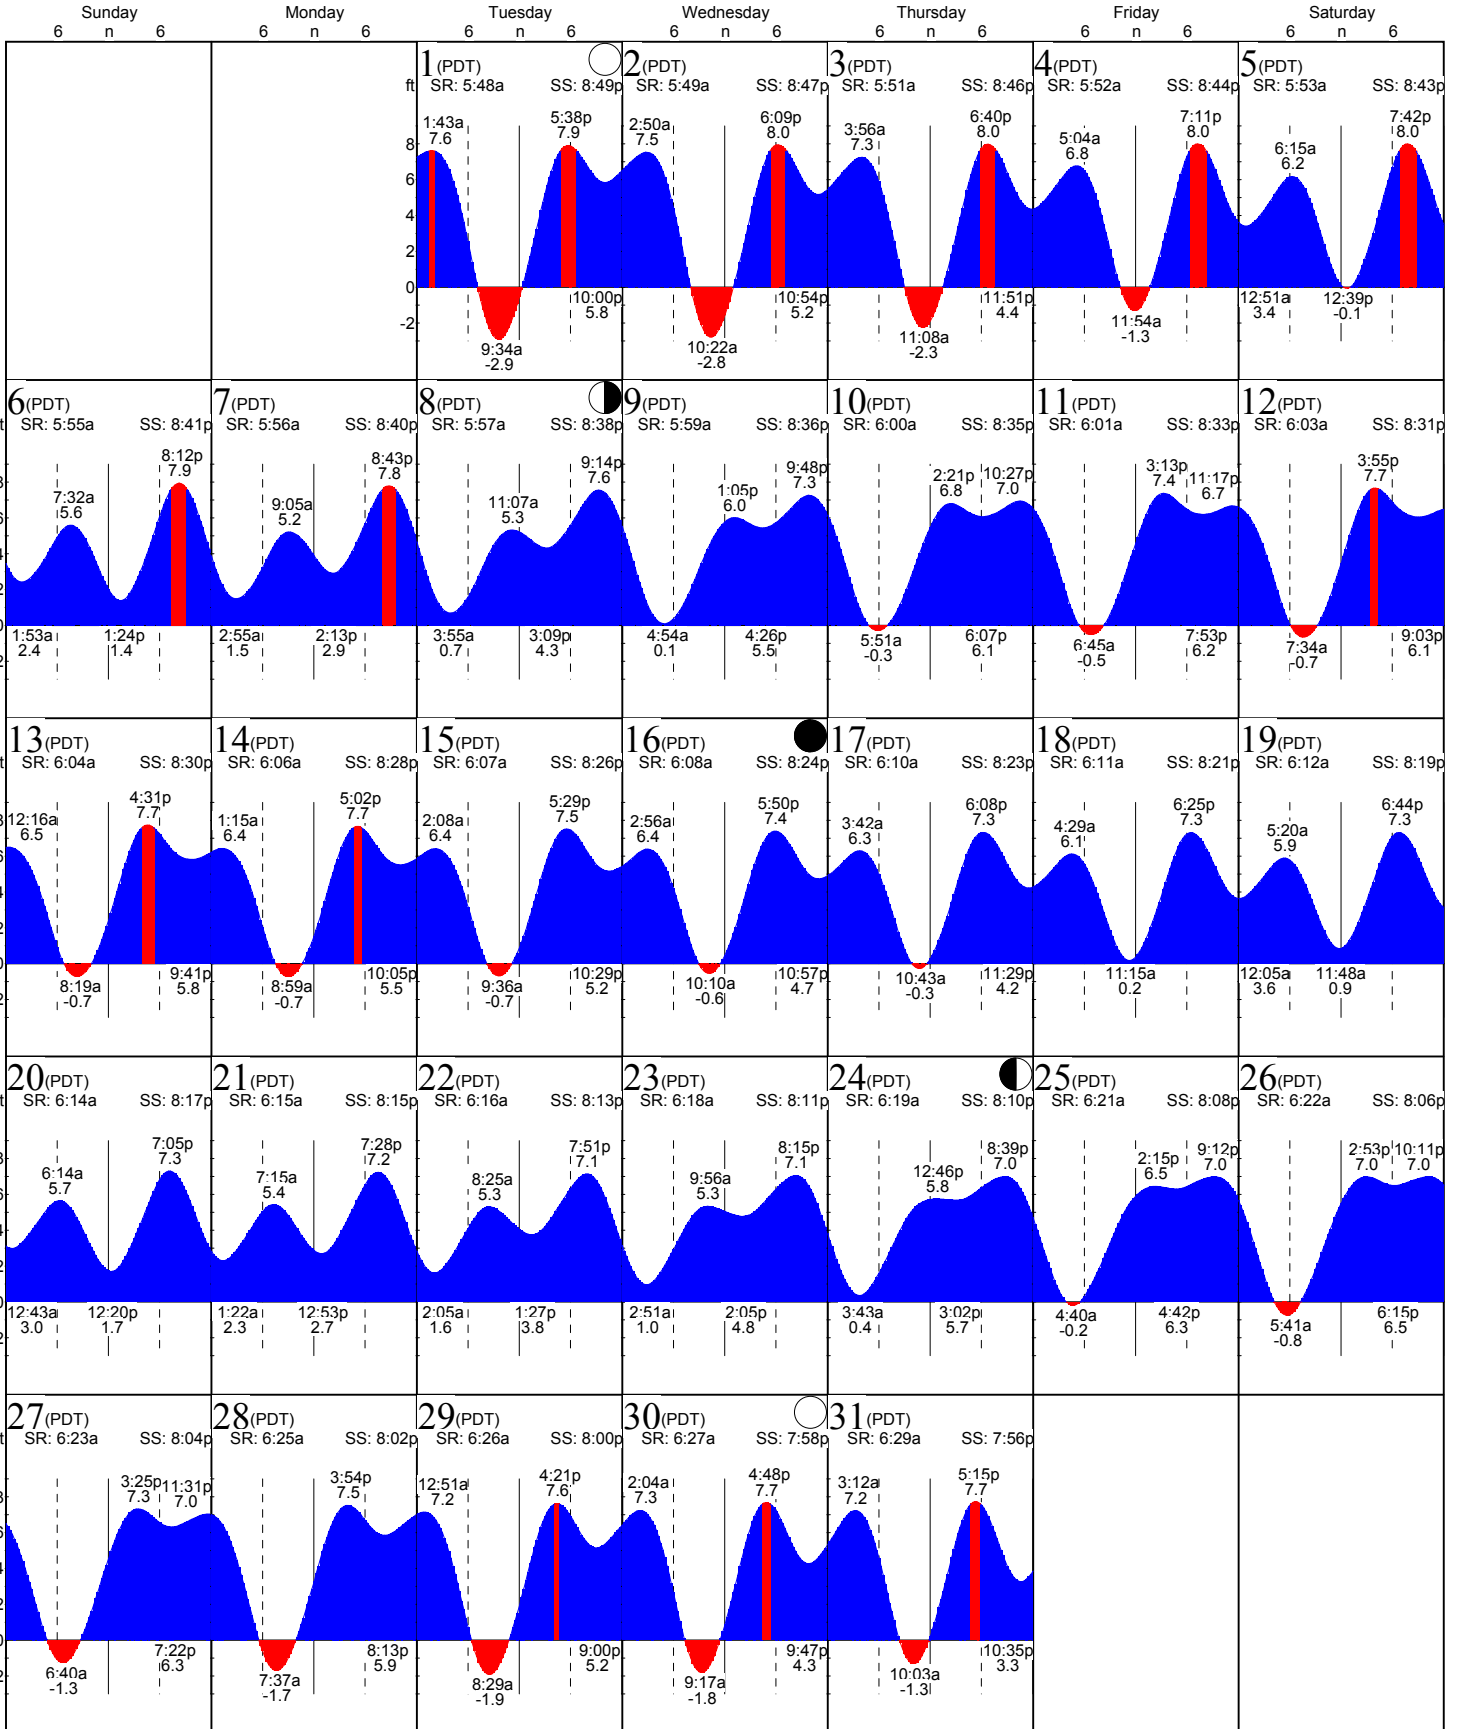 Sunday Monday Tuesday Wednesday Thursday Friday Saturday
6 n 6 6 n 6 6 n 6 6 n 6 6 n 6 6 n 6 6 n 6
1(PDT) 2(PDT) 3(PDT) 4(PDT) 5(PDT)
ft SR: 5:48a SS: 8:49p SR: 5:49a SS: 8:47p SR: 5:51a SS: 8:46p SR: 5:52a SS: 8:44p SR: 5:53a SS: 8:43p
1:43a 5:38p 2:50a 6:09p 3:56a 6:40p 5:04a 7:11p 6:15a 7:42p
7.6 7.9 7.5 8.0 7.3 8.0 6.8 8.0 6.2 8.0
8
6
4
2
0
-2
9:34a 10:00p 10:22a 10:54p 11:08a 11:51p 11:54a 12:51a 12:39p
-2.9 5.8 -2.8 5.2 -2.3 4.4 -1.3 3.4 -0.1
6(PDT) 7(PDT) 8(PDT) 9(PDT) 10(PDT) 11(PDT) 12(PDT)
SR: 5:55a SS: 8:41p SR: 5:56a SS: 8:40p SR: 5:57a SS: 8:38p SR: 5:59a SS: 8:36p SR: 6:00a SS: 8:35p SR: 6:01a SS: 8:33p SR: 6:03a SS: 8:31p
7:32a 8:12p 9:05a 8:43p 11:07a 9:14p 1:05p 9:48p 2:21p 10:27p 3:13p 11:17p 3:55p
5.6 7.9 5.2 7.8 5.3 7.6 6.0 7.3 6.8 7.0 7.4 6.7 7.7
1:53a 1:24p 2:55a 2:13p 3:55a 3:09p 4:54a 4:26p 5:51a 6:07p 6:45a 7:53p 7:34a 9:03p
2.4 1.4 1.5 2.9 0.7 4.3 0.1 5.5 -0.3 6.1 -0.5 6.2 -0.7 6.1
13(PDT) 14(PDT) 15(PDT) 16(PDT) 17(PDT) 18(PDT) 19(PDT)
SR: 6:04a SS: 8:30p SR: 6:06a SS: 8:28p SR: 6:07a SS: 8:26p SR: 6:08a SS: 8:24p SR: 6:10a SS: 8:23p SR: 6:11a SS: 8:21p SR: 6:12a SS: 8:19p
12:16a 4:31p 1:15a 5:02p 2:08a 5:29p 2:56a 5:50p 3:42a 6:08p 4:29a 6:25p 5:20a 6:44p
6.5 7.7 6.4 7.7 6.4 7.5 6.4 7.4 6.3 7.3 6.1 7.3 5.9 7.3
8:19a 9:41p 8:59a 10:05p 9:36a 10:29p 10:10a 10:57p 10:43a 11:29p 11:15a 12:05a 11:48a
-0.7 5.8 -0.7 5.5 -0.7 5.2 -0.6 4.7 -0.3 4.2 0.2 3.6 0.9
20(PDT) 21(PDT) 22(PDT) 23(PDT) 24(PDT) 25(PDT) 26(PDT)
SR: 6:14a SS: 8:17p SR: 6:15a SS: 8:15p SR: 6:16a SS: 8:13p SR: 6:18a SS: 8:11p SR: 6:19a SS: 8:10p SR: 6:21a SS: 8:08p SR: 6:22a SS: 8:06p
6:14a 7:05p 7:15a 7:28p 8:25a 7:51p 9:56a 8:15p 12:46p 8:39p 2:15p 9:12p 2:53p 10:11p
5.7 7.3 5.4 7.2 5.3 7.1 5.3 7.1 5.8 7.0 6.5 7.0 7.0 7.0
12:43a 12:20p 1:22a 12:53p 2:05a 1:27p 2:51a 2:05p 3:43a 3:02p 4:40a 4:42p 5:41a 6:15p
3.0 1.7 2.3 2.7 1.6 3.8 1.0 4.8 0.4 5.7 -0.2 6.3 -0.8 6.5
27(PDT) 28(PDT) 29(PDT) 30(PDT) 31(PDT)
SR: 6:23a SS: 8:04p SR: 6:25a SS: 8:02p SR: 6:26a SS: 8:00p SR: 6:27a SS: 7:58p SR: 6:29a SS: 7:56p
3:25p 11:31p 3:54p 12:51a 4:21p 2:04a 4:48p 3:12a 5:15p
7.3 7.0 7.5 7.2 7.6 7.3 7.7 7.2 7.7
6:40a 7:22p 7:37a 8:13p 8:29a 9:00p 9:17a 9:47p 10:03a 10:35p
-1.3 6.3 -1.7 5.9 -1.9 5.2 -1.8 4.3 -1.3 3.3